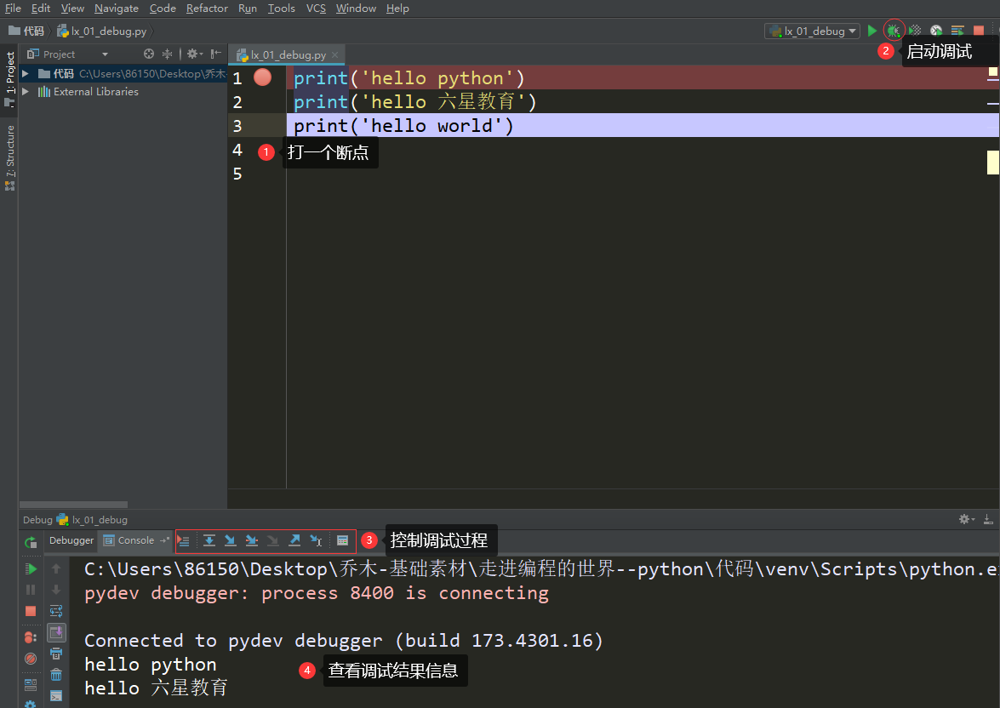 File Edit View Navigate Code Refactor Run Tools VCS Window Help
代码 lx_01_debug.py lx_01_debug
2 启动调试
1: Project
7: Structure
Project
代码 C:\Users\86150\Desktop\乔木-
External Libraries
lx_01_debug.py
1 print('hello python')
2 print('hello 六星教育')
3 print('hello world')
4
5
1 打一个断点
Debug lx_01_debug
Debugger Console
3 控制调试过程
C:\Users\86150\Desktop\乔木-基础素材\走进编程的世界--python\代码\venv\Scripts\python.e
pydev debugger: process 8400 is connecting
Connected to pydev debugger (build 173.4301.16)
hello python
hello 六星教育
4 查看调试结果信息